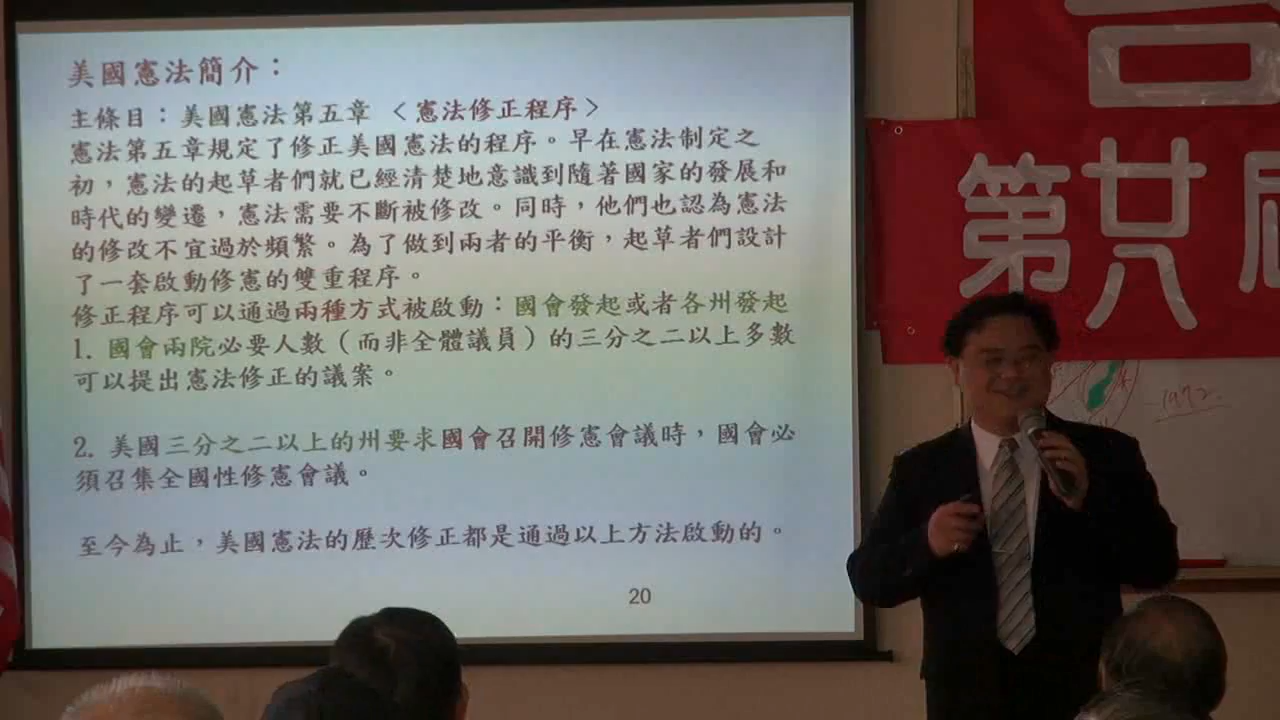 美國憲法簡介：
主條目：美國憲法第五章 〈憲法修正程序〉
憲法第五章規定了修正美國憲法的程序。早在憲法制定之
初，憲法的起草者們就已經清楚地意識到隨著國家的發展和
時代的變遷，憲法需要不斷被修改。同時，他們也認為憲法
的修改不宜過於頻繁。為了做到兩者的平衡，起草者們設計
了一套啟動修憲的雙重程序。
修正程序可以通過兩種方式被啟動：國會發起或者各州發起
1. 國會兩院必要人數（而非全體議員）的三分之二以上多數
可以提出憲法修正的議案。
2. 美國三分之二以上的州要求國會召開修憲會議時，國會必
須召集全國性修憲會議。
至今為止，美國憲法的歷次修正都是通過以上方法啟動的。
20
第廿八屆
1972.